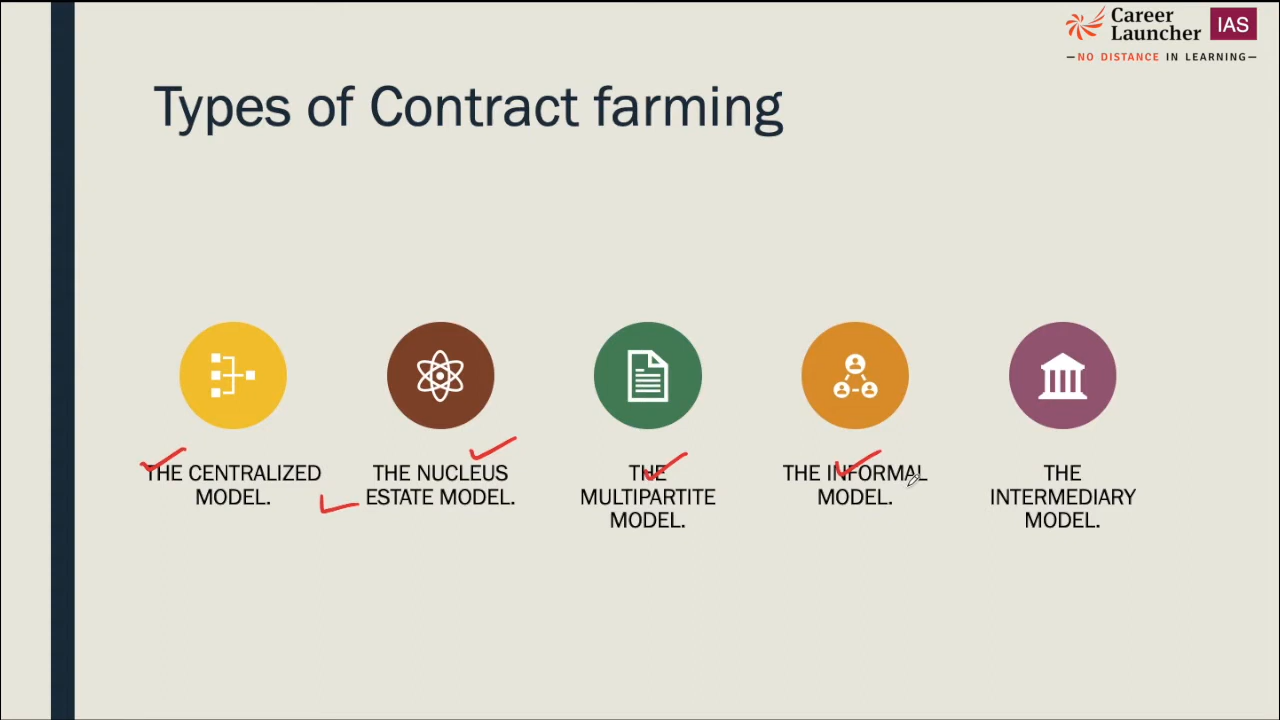 Career
Launcher
IAS
—NO DISTANCE IN LEARNING—
Types of Contract farming
THE CENTRALIZED
MODEL.
THE NUCLEUS
ESTATE MODEL.
THE
MULTIPARTITE
MODEL.
THE INFORMAL
MODEL.
THE
INTERMEDIARY
MODEL.